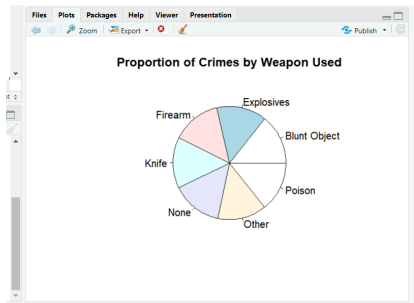 Files Plots Packages Help Viewer Presentation
Zoom Export Publish
Proportion of Crimes by Weapon Used
Explosives
Firearm
Blunt Object
Knife
Poison
None
Other